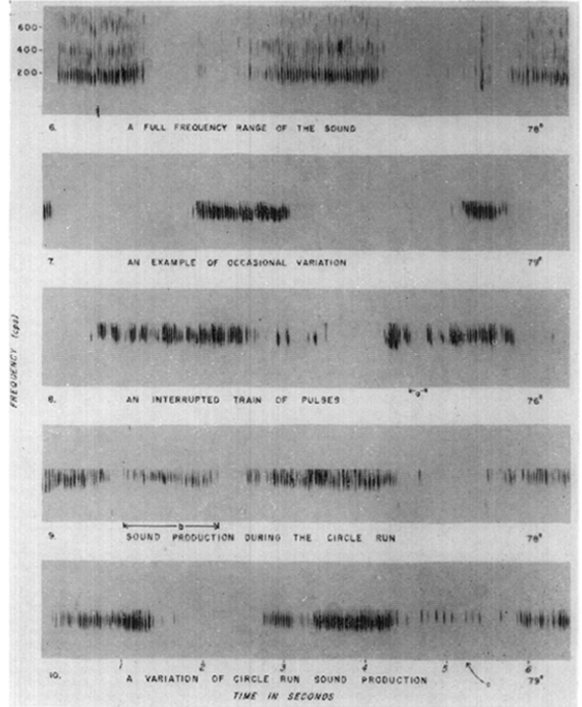 600-
400-
200-
6. A FULL FREQUENCY RANGE OF THE SOUND 78°
7. AN EXAMPLE OF OCCASIONAL VARIATION 79°
FREQUENCY (cps)
a
8. AN INTERRUPTED TRAIN OF PULSES 76°
b
9. SOUND PRODUCTION DURING THE CIRCLE RUN 78°
1 2 3 4 5 6
10. A VARIATION OF CIRCLE RUN SOUND PRODUCTION c 79°
TIME IN SECONDS